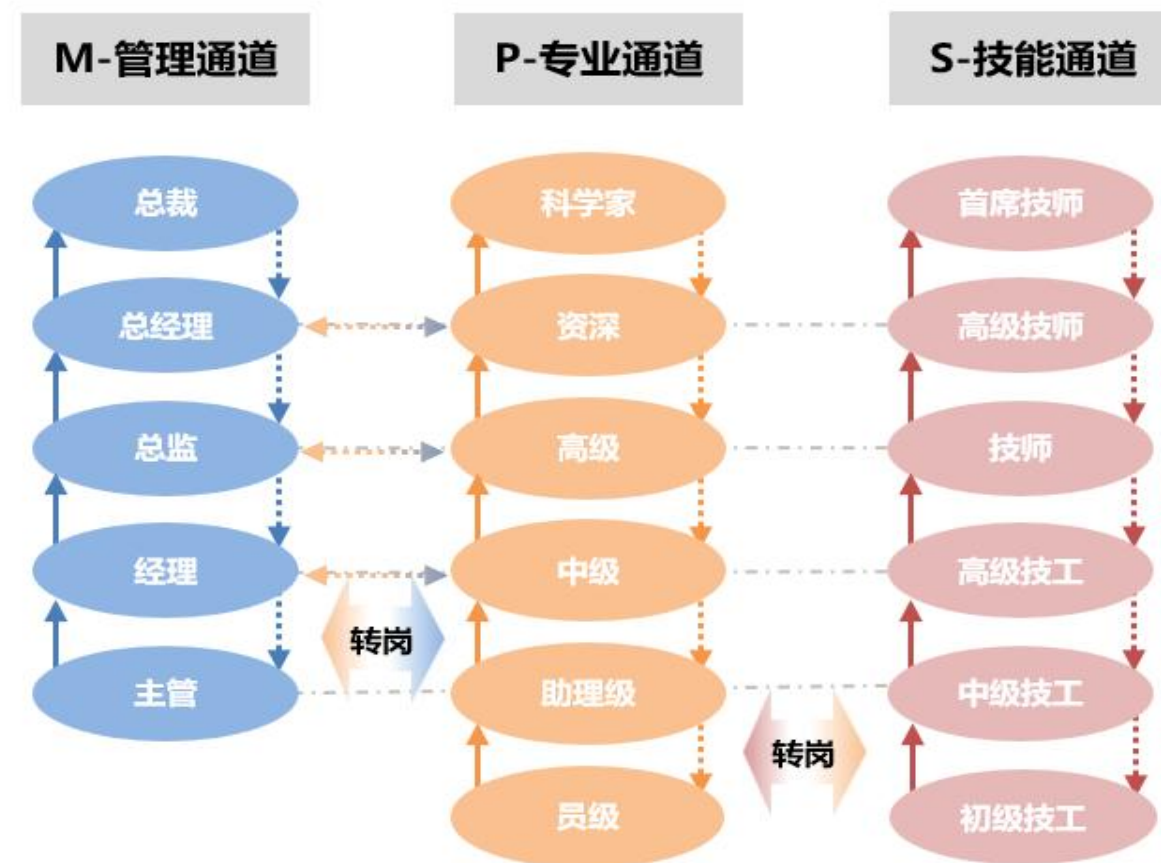 M-管理通道
P-专业通道
S-技能通道
总裁
科学家
首席技师
总经理
资深
高级技师
总监
高级
技师
经理
中级
高级技工
转岗
主管
助理级
中级技工
转岗
员级
初级技工